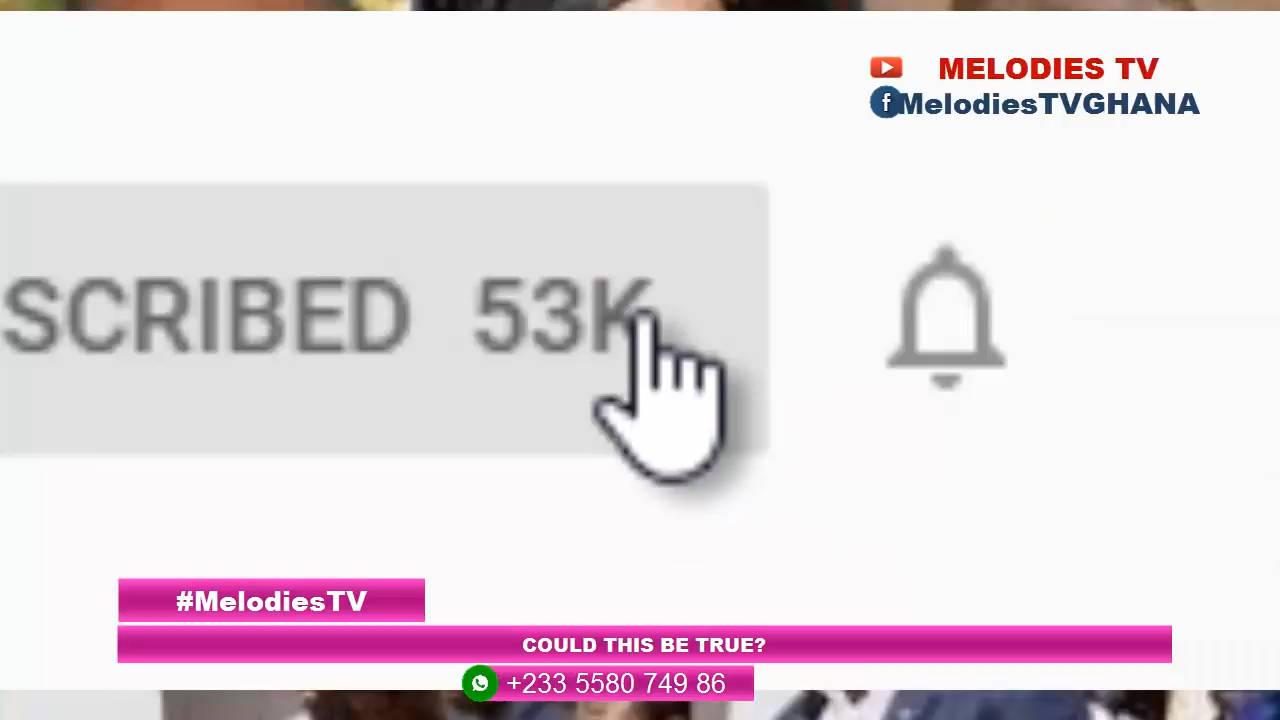 MELODIES TV
MelodiesTVGHANA
SCRIBED 53K
#MelodiesTV
COULD THIS BE TRUE?
+233 5580 749 86